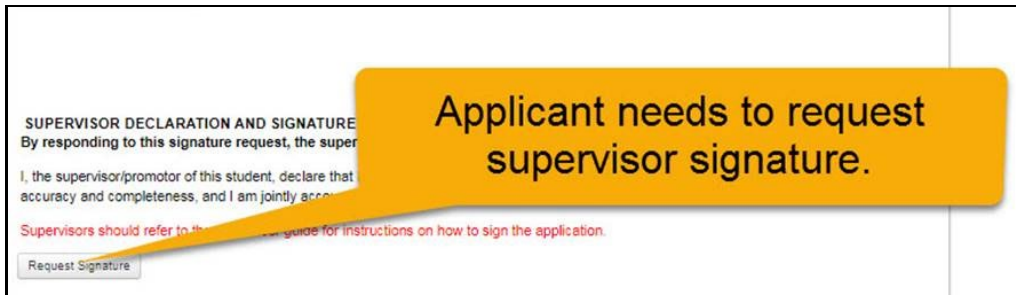 Applicant needs to request
supervisor signature.
SUPERVISOR DECLARATION AND SIGNATURE
By responding to this signature request, the super
I, the supervisor/promotor of this student, declare that
accuracy and completeness, and I am jointly
Supervisors should refer to guide for instructions on how to sign the application.
Request Signature